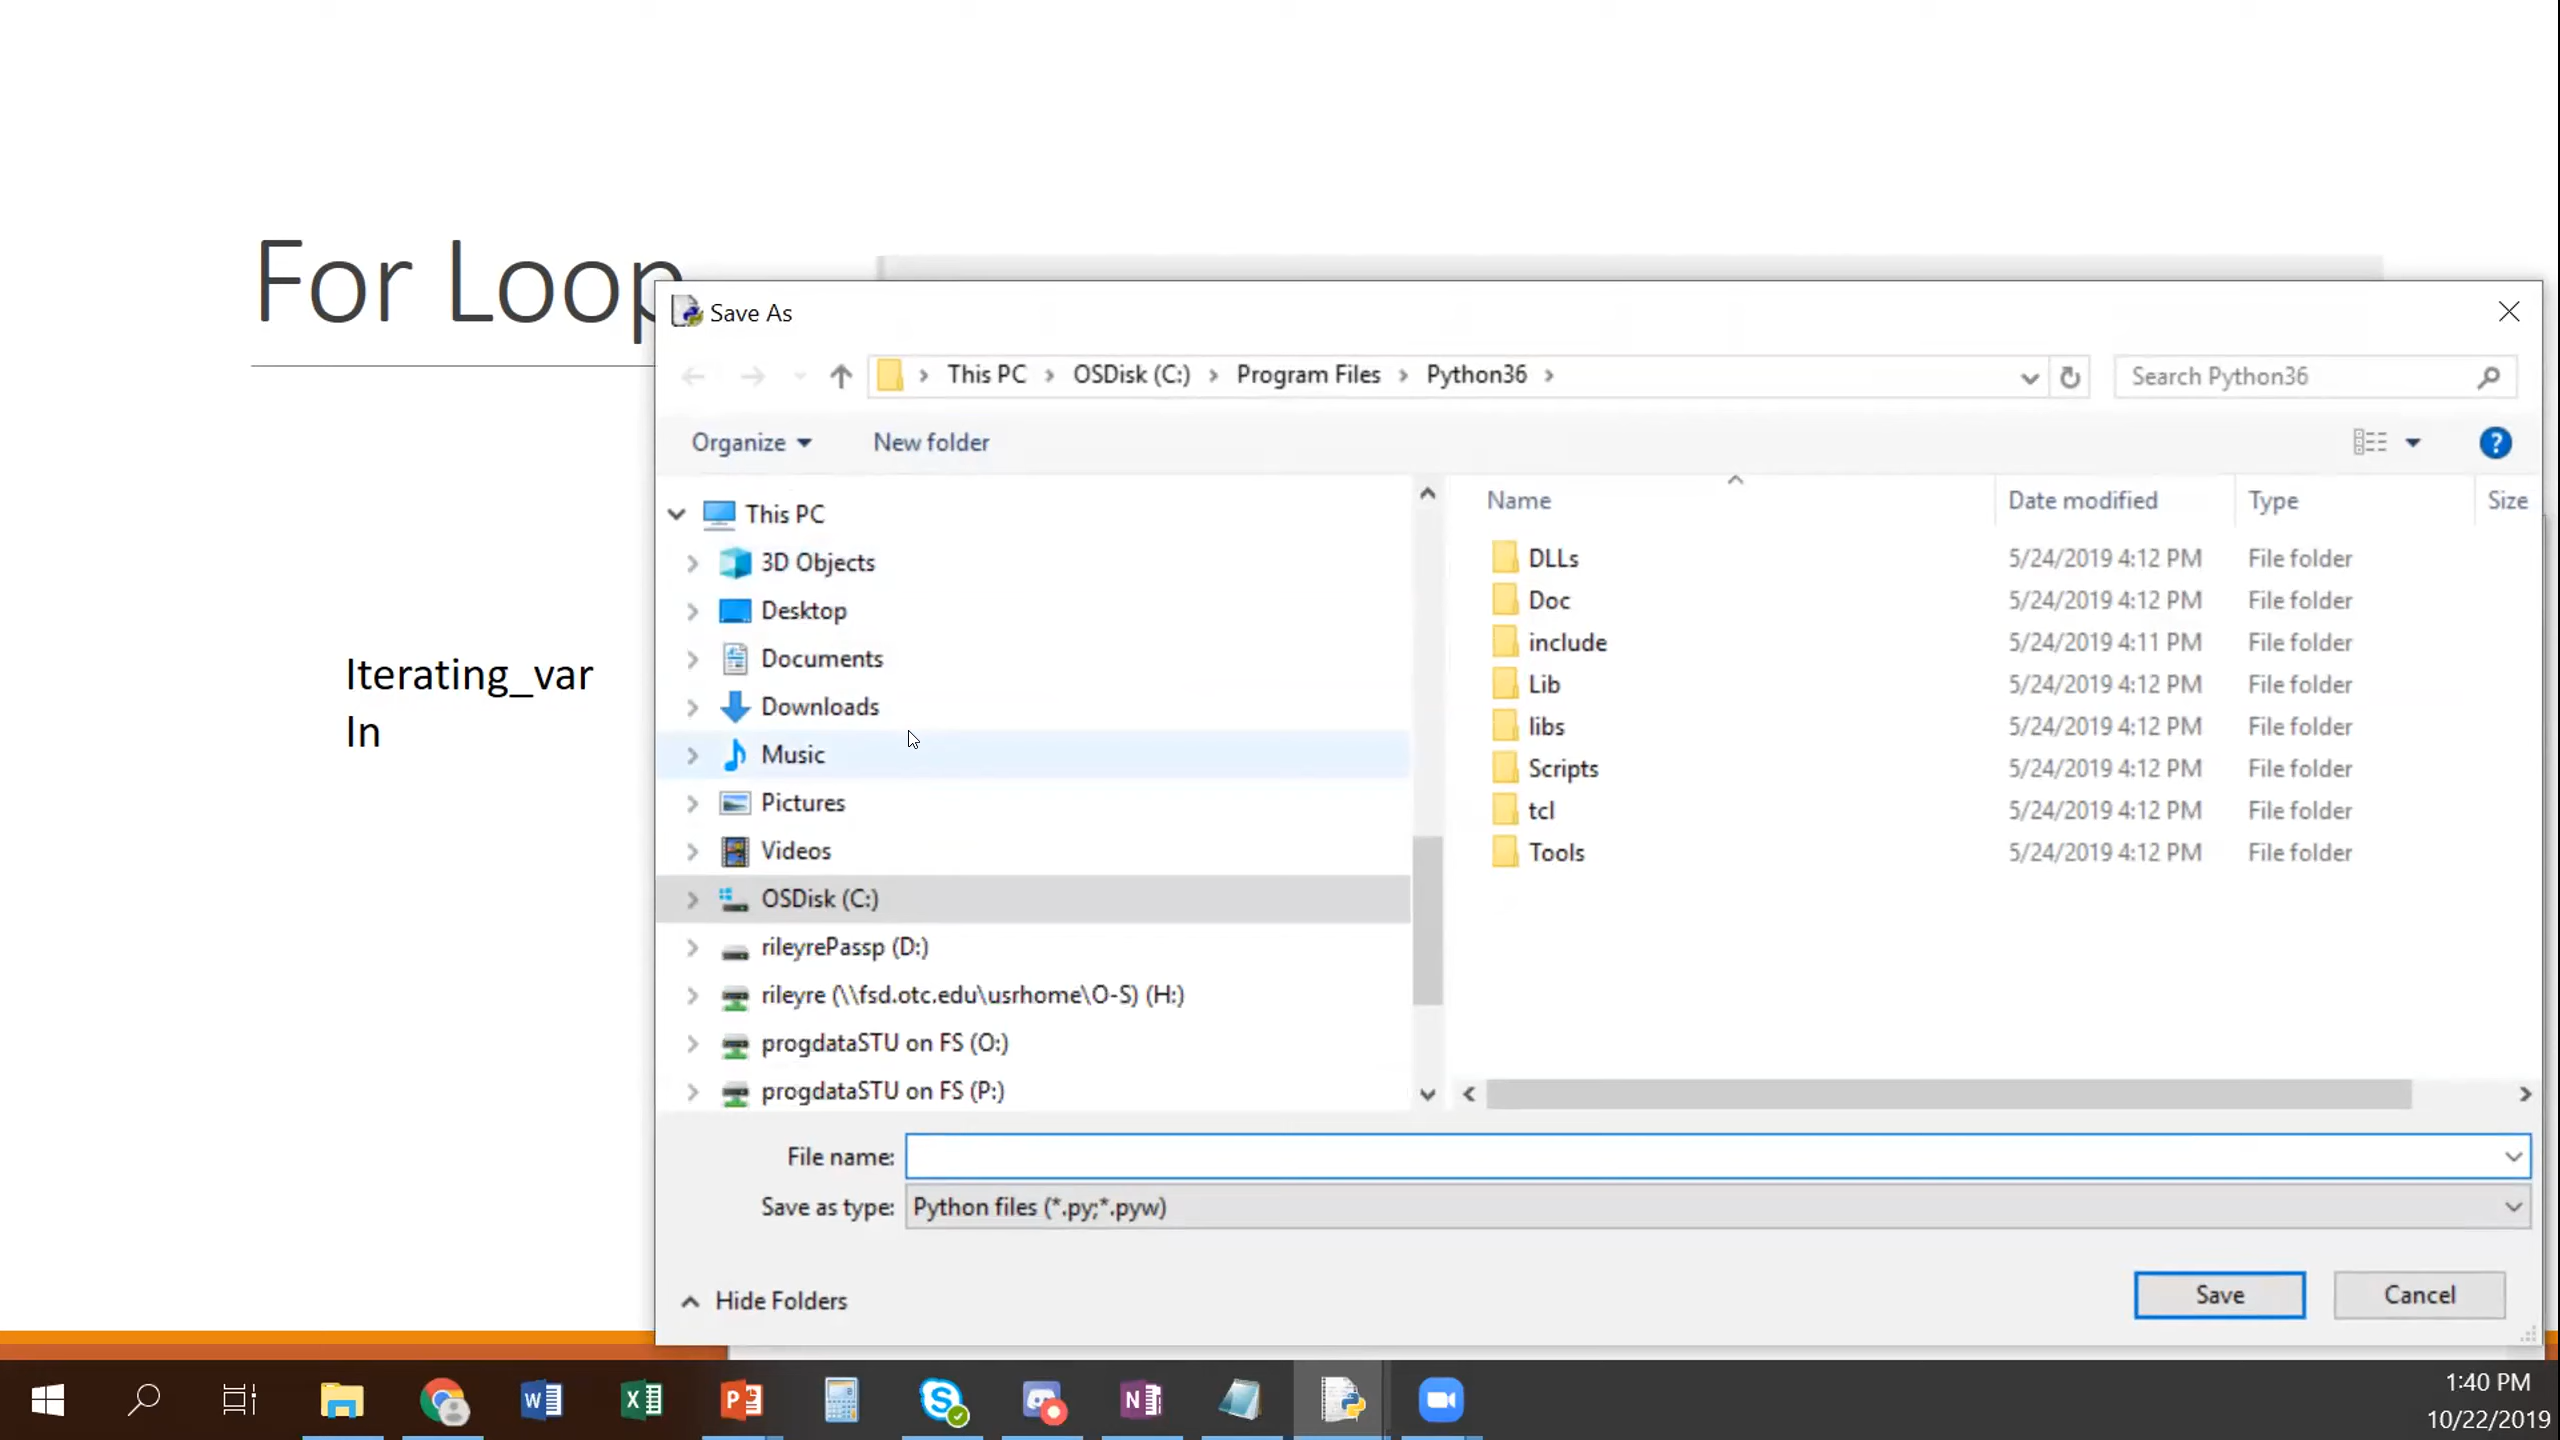 For Loop
Iterating_var
In
Save As
This PC
OSDisk (C:)
Program Files
Python36
Search Python36
Organize
New folder
?
This PC
3D Objects
Desktop
Documents
Downloads
Music
Pictures
Videos
OSDisk (C:)
rileyrePassp (D:)
rileyre (\\fsd.otc.edu\usrhome\O-S) (H:)
progdataSTU on FS (O:)
progdataSTU on FS (P:)
Name Date modified Type Size
DLLs 5/24/2019 4:12 PM File folder
Doc 5/24/2019 4:12 PM File folder
include 5/24/2019 4:11 PM File folder
Lib 5/24/2019 4:12 PM File folder
libs 5/24/2019 4:12 PM File folder
Scripts 5/24/2019 4:12 PM File folder
tcl 5/24/2019 4:12 PM File folder
Tools 5/24/2019 4:12 PM File folder
File name:
Save as type: Python files (*.py;*.pyw)
Hide Folders
Save
Cancel
1:40 PM
10/22/2019